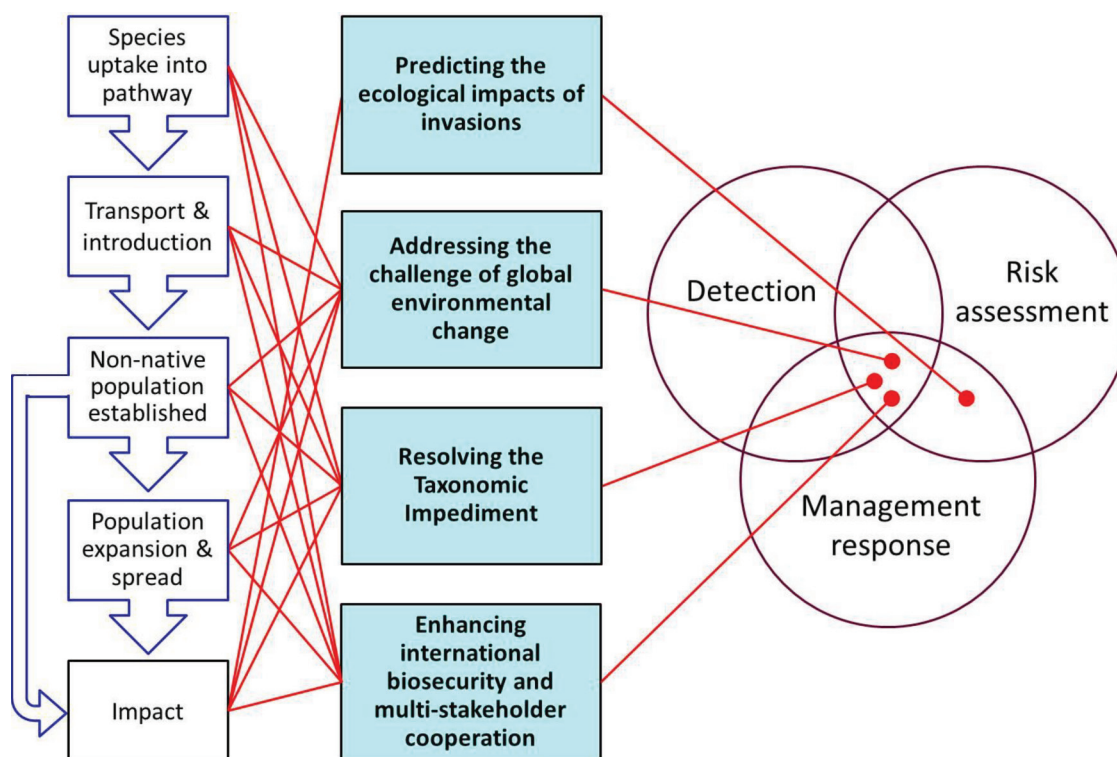 Species
uptake into
pathway
Transport &
introduction
Non-native
population
established
Population
expansion &
spread
Impact
Predicting the
ecological impacts of
invasions
Addressing the
challenge of global
environmental
change
Resolving the
Taxonomic
Impediment
Enhancing
international
biosecurity and
multi-stakeholder
cooperation
Detection
Risk
assessment
Management
response